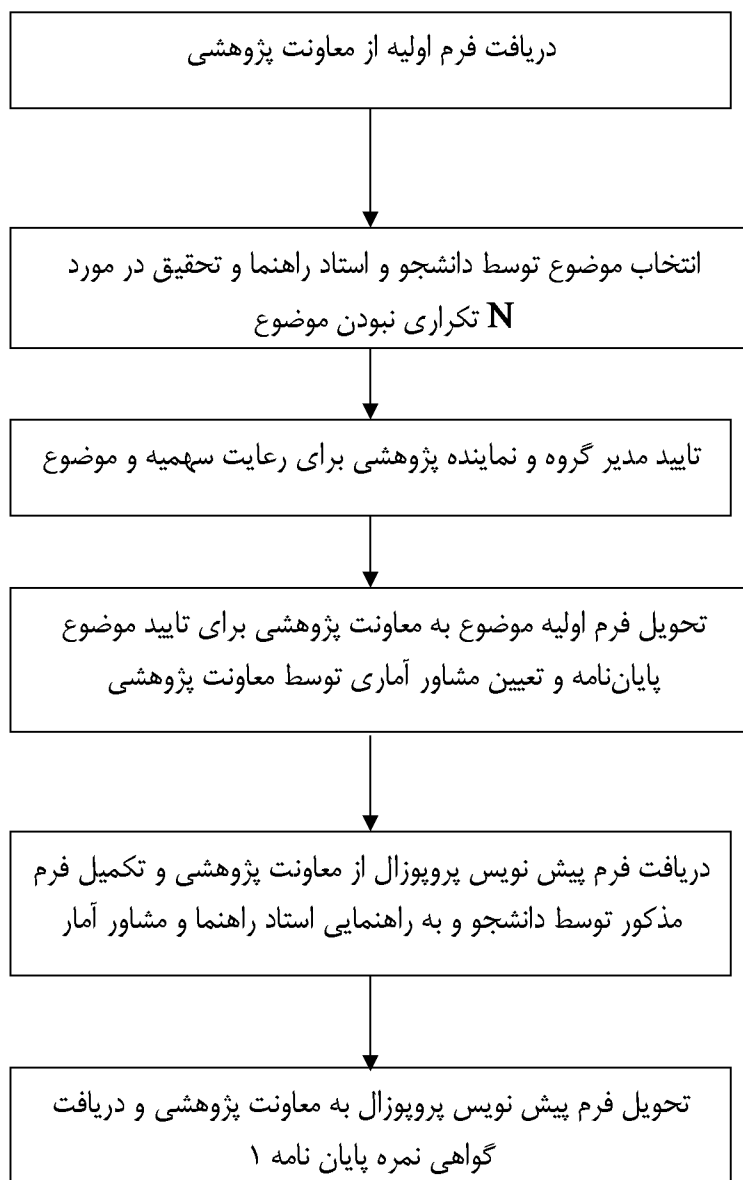 دریافت فرم اولیه از معاونت پژوهشی
انتخاب موضوع توسط دانشجو و استاد راهنما و تحقیق در مورد
N تکراری نبودن موضوع
تایید مدیر گروه و نماینده پژوهشی برای رعایت سهمیه و موضوع
تحویل فرم اولیه موضوع به معاونت پژوهشی برای تایید موضوع
پایان‌نامه و تعیین مشاور آماری توسط معاونت پژوهشی
دریافت فرم پیش نویس پروپوزال از معاونت پژوهشی و تکمیل فرم
مذکور توسط دانشجو و به راهنمایی استاد راهنما و مشاور آمار
تحویل فرم پیش نویس پروپوزال به معاونت پژوهشی و دریافت
گواهی نمره پایان نامه ۱